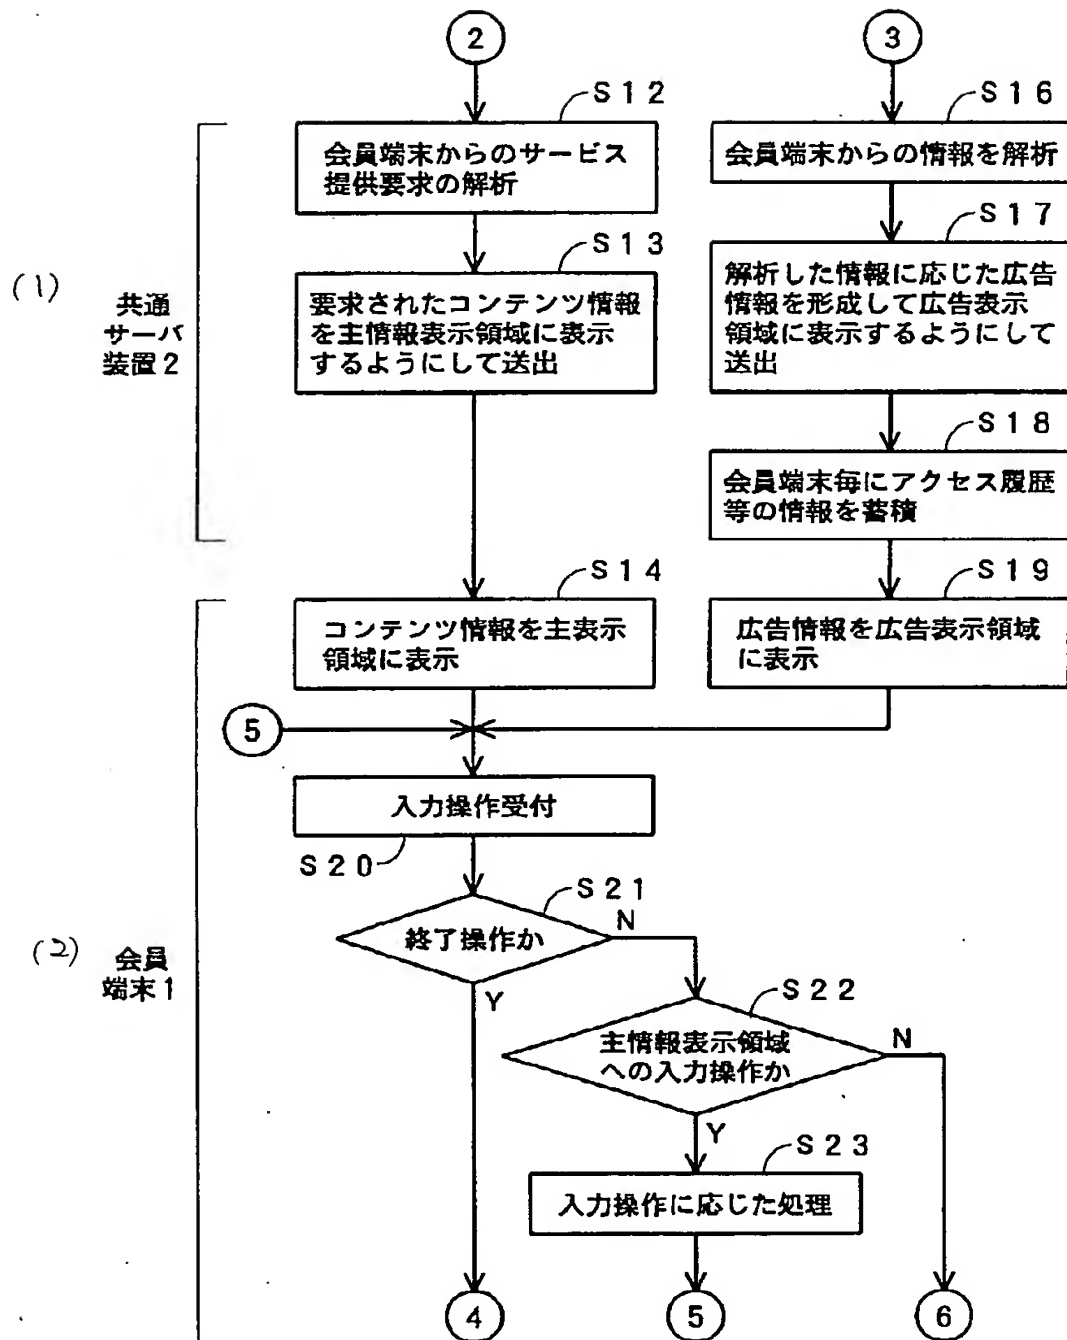 ②
③
S12
S16
会員端末からのサービス
提供要求の解析
会員端末からの情報を解析
S13
S17
(1)
共通
サーバ
装置2
要求されたコンテンツ情報
を主情報表示領域に表示
するようにして送出
解析した情報に応じた広告
情報を形成して広告表示
領域に表示するようにして
送出
S18
会員端末毎にアクセス履歴
等の情報を蓄積
S14
S19
コンテンツ情報を主表示
領域に表示
広告情報を広告表示領域
に表示
⑤
入力操作受付
S20
S21
終了操作か
N
Y
(2)
会員
端末1
S22
主情報表示領域
への入力操作か
N
Y
S23
入力操作に応じた処理
④
⑤
⑥